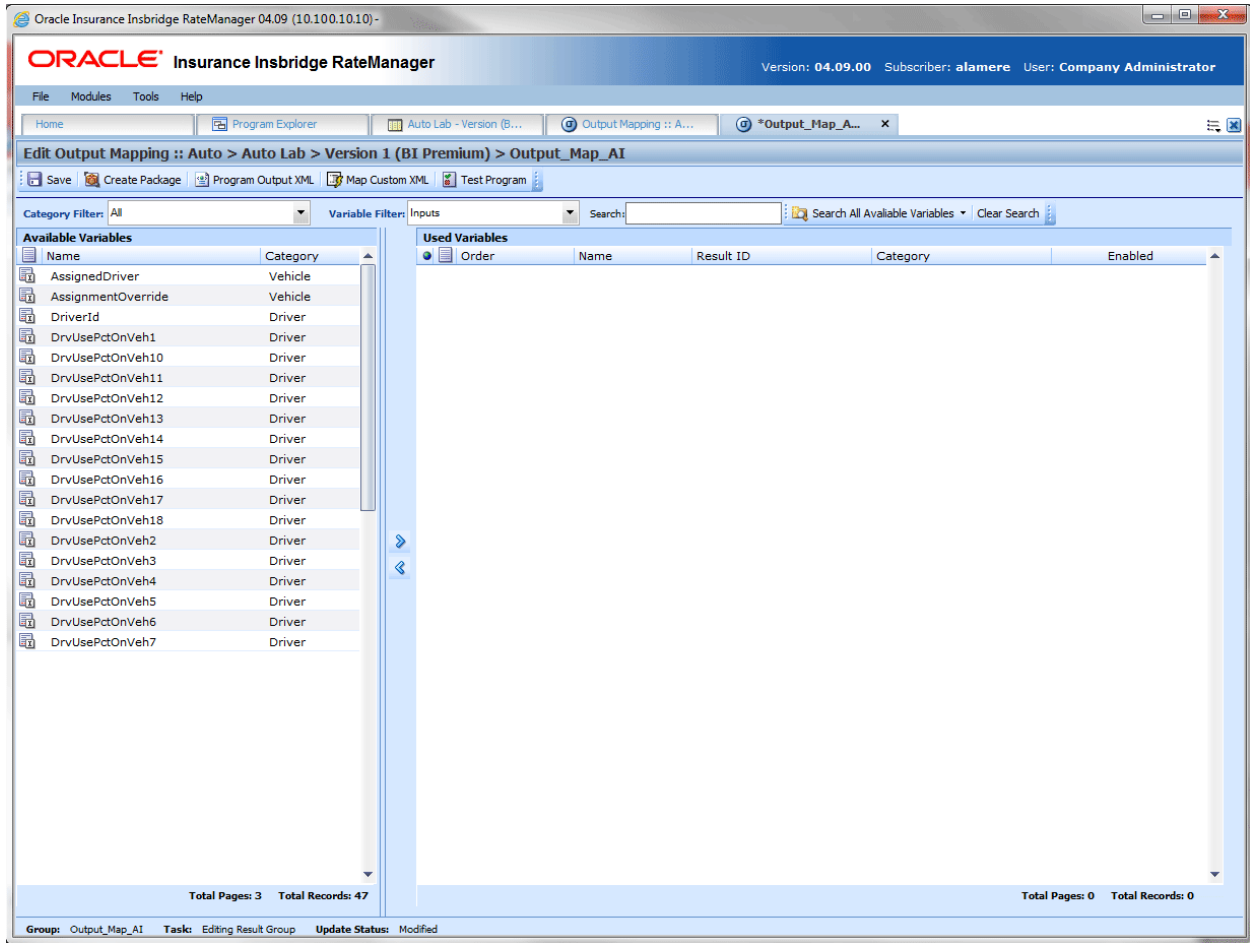 Oracle Insurance Insbridge RateManager 04.09 (10.100.10.10) -
ORACLE Insurance Insbridge RateManager
Version: 04.09.00 Subscriber: alamere User: Company Administrator
File Modules Tools Help
Home Program Explorer Auto Lab - Version (B... Output Mapping :: A... *Output_Map_A... x
Edit Output Mapping :: Auto > Auto Lab > Version 1 (BI Premium) > Output_Map_AI
Save Create Package Program Output XML Map Custom XML Test Program
Category Filter: All Variable Filter: Inputs Search: Search All Avaliable Variables Clear Search
Available Variables Used Variables
Name Category Order Name Result ID Category Enabled
AssignedDriver Vehicle
AssignmentOverride Vehicle
DriverId Driver
DrvUsePctOnVeh1 Driver
DrvUsePctOnVeh10 Driver
DrvUsePctOnVeh11 Driver
DrvUsePctOnVeh12 Driver
DrvUsePctOnVeh13 Driver
DrvUsePctOnVeh14 Driver
DrvUsePctOnVeh15 Driver
DrvUsePctOnVeh16 Driver
DrvUsePctOnVeh17 Driver
DrvUsePctOnVeh18 Driver
DrvUsePctOnVeh2 Driver
DrvUsePctOnVeh3 Driver
DrvUsePctOnVeh4 Driver
DrvUsePctOnVeh5 Driver
DrvUsePctOnVeh6 Driver
DrvUsePctOnVeh7 Driver
Total Pages: 3 Total Records: 47 Total Pages: 0 Total Records: 0
Group: Output_Map_AI Task: Editing Result Group Update Status: Modified